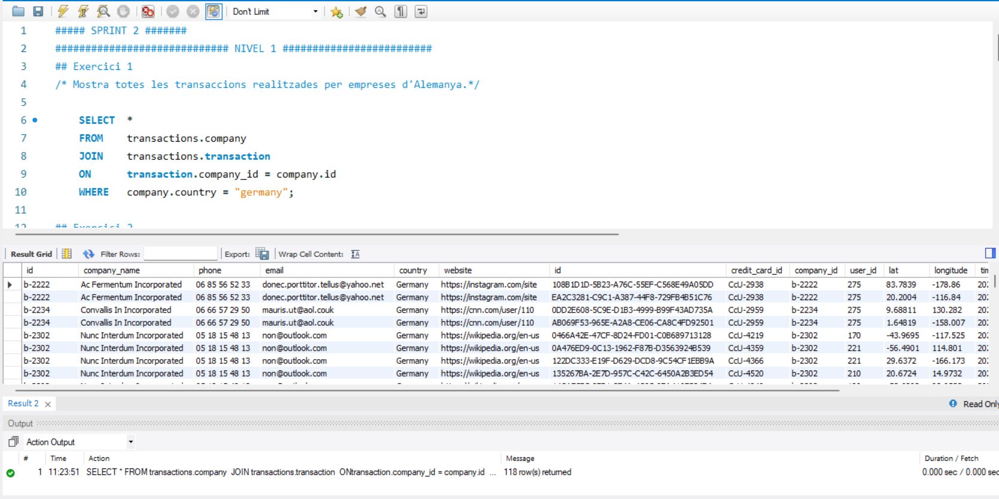 Don't Limit
1 ##### SPRINT 2 #######
2 ############################# NIVEL 1 #########################
3 ## Exercici 1
4 /* Mostra totes les transaccions realitzades per empreses d'Alemanya.*/
5
6 SELECT *
7 FROM transactions.company
8 JOIN transactions.transaction
9 ON transaction.company_id = company.id
10 WHERE company.country = "germany";
11
12 ## Exercici 2
Result Grid Filter Rows: Export: Wrap Cell Content:
id company_name phone email country website id credit_card_id company_id user_id lat longitude
b-2222 Ac Fermentum Incorporated 06 85 56 52 33 donec.porttitor.tellus@yahoo.net Germany https://instagram.com/site 108B1D1D-5B23-A76C-55EF-C568E49A05DD CcU-2938 b-2222 275 83.7839 -178.86
b-2222 Ac Fermentum Incorporated 06 85 56 52 33 donec.porttitor.tellus@yahoo.net Germany https://instagram.com/site EA2C3281-C9C1-A387-44F8-729FB4B51C76 CcU-2938 b-2222 275 20.2004 -116.84
b-2234 Convallis In Incorporated 06 66 57 29 50 mauris.ut@aol.couk Germany https://cnn.com/user/110 0DD2E608-5C9E-D1B3-4999-B99F43AD735A CcU-2959 b-2234 275 9.68811 130.282
b-2234 Convallis In Incorporated 06 66 57 29 50 mauris.ut@aol.couk Germany https://cnn.com/user/110 AB069F53-965E-A2A8-CE06-CA8C4FD92501 CcU-2959 b-2234 275 1.64819 -158.007
b-2302 Nunc Interdum Incorporated 05 18 15 48 13 non@outlook.com Germany https://wikipedia.org/en-us 0466A42E-47CF-8D24-FD01-C0B689713128 CcU-4219 b-2302 170 -43.9695 -117.525
b-2302 Nunc Interdum Incorporated 05 18 15 48 13 non@outlook.com Germany https://wikipedia.org/en-us 0A476ED9-0C13-1962-F87B-D3563924B539 CcU-4359 b-2302 221 -56.4901 114.801
b-2302 Nunc Interdum Incorporated 05 18 15 48 13 non@outlook.com Germany https://wikipedia.org/en-us 122DC333-E19F-D629-DCD8-9C54CF1EBB9A CcU-4366 b-2302 221 29.6372 -166.173
b-2302 Nunc Interdum Incorporated 05 18 15 48 13 non@outlook.com Germany https://wikipedia.org/en-us 135267BA-2E7D-957C-C42C-6450A2B3ED54 CcU-4520 b-2302 210 20.6724 14.9732
Result 2 Read Only
Output
Action Output
# Time Action Message Duration / Fetch
1 11:23:51 SELECT * FROM transactions.company JOIN transactions.transaction ONtransaction.company_id = company.id ... 118 row(s) returned 0.000 sec / 0.000 sec